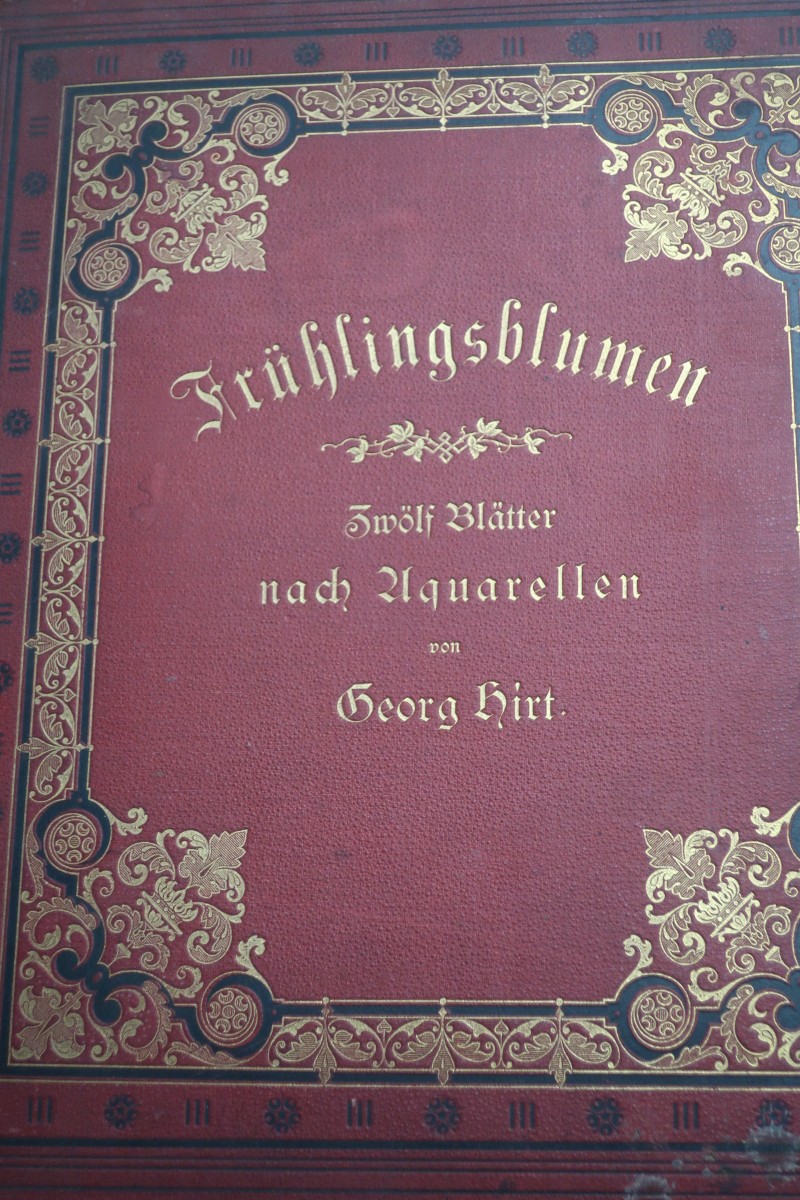 Frühlingsblumen
Zwölf Blätter
nach Aquarellen
von
Georg Hirt.